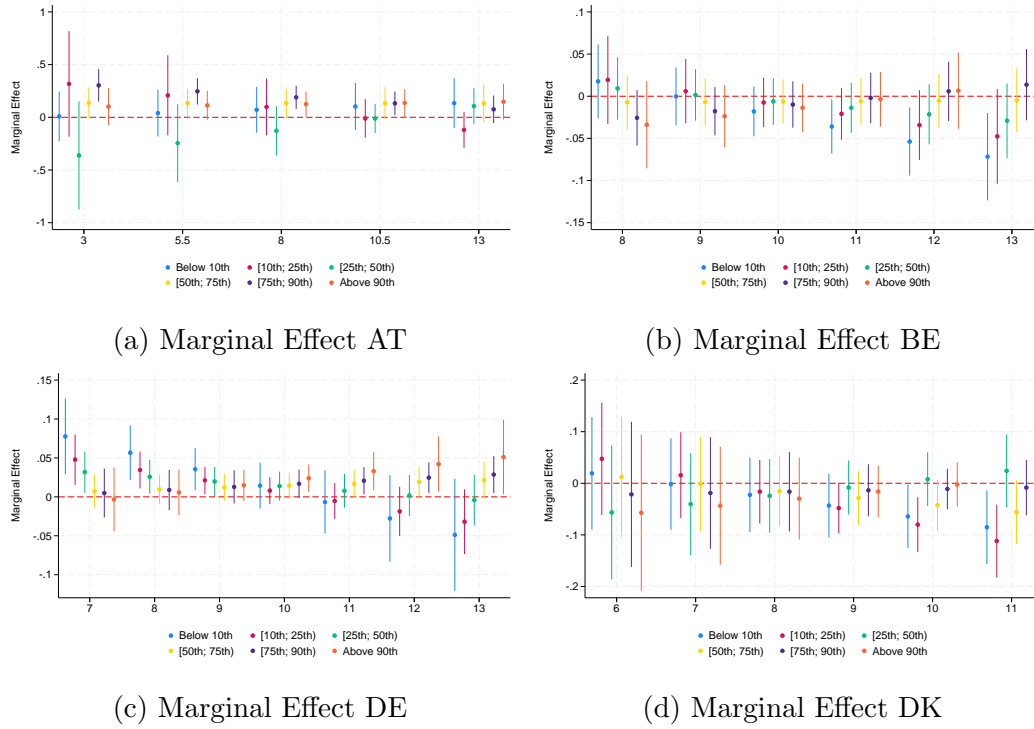 1
.5
0
-.5
-1
Marginal Effect
3 5.5 8 10.5 13
Below 10th [10th; 25th) [25th; 50th)
[50th; 75th) [75th; 90th) Above 90th
(a) Marginal Effect AT
.1
.05
0
-.05
-.1
-.15
Marginal Effect
8 9 10 11 12 13
Below 10th [10th; 25th) [25th; 50th)
[50th; 75th) [75th; 90th) Above 90th
(b) Marginal Effect BE
.15
.1
.05
0
-.05
-.1
Marginal Effect
7 8 9 10 11 12 13
Below 10th [10th; 25th) [25th; 50th)
[50th; 75th) [75th; 90th) Above 90th
(c) Marginal Effect DE
.2
.1
0
-.1
-.2
Marginal Effect
6 7 8 9 10 11
Below 10th [10th; 25th) [25th; 50th)
[50th; 75th) [75th; 90th) Above 90th
(d) Marginal Effect DK